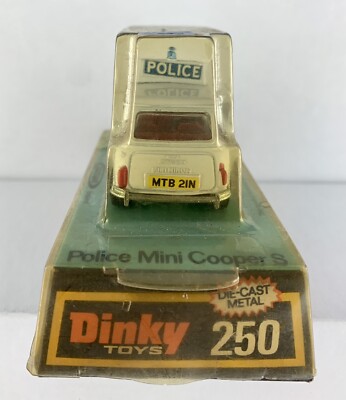 POLICE
MTB 21N
Police Mini Cooper S
DIE-CAST
METAL
Dinky
TOYS
250